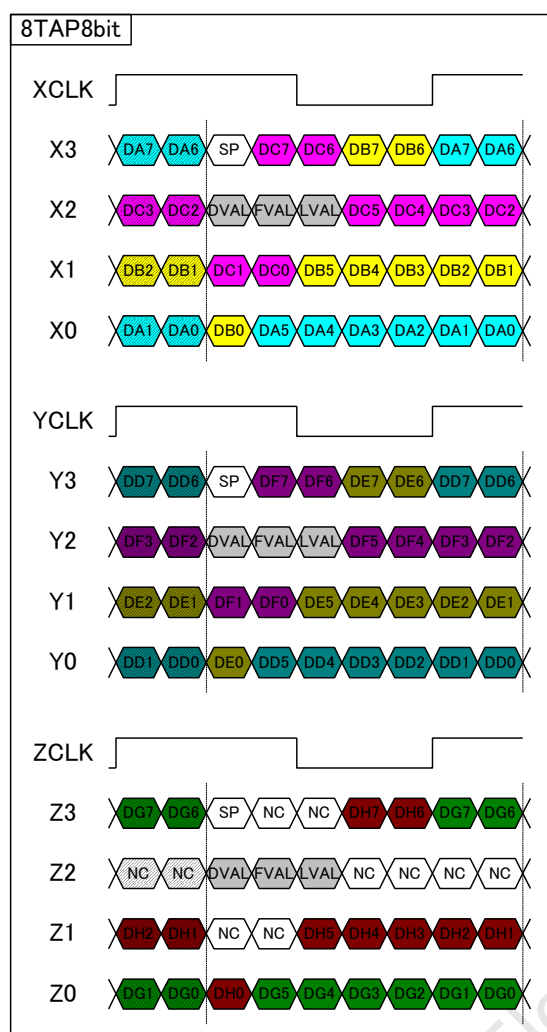 8TAP8bit
XCLK
X3 DA7 DA6 SP DC7 DC6 DB7 DB6 DA7 DA6
X2 DC3 DC2 DVAL FVAL LVAL DC5 DC4 DC3 DC2
X1 DB2 DB1 DC1 DC0 DB5 DB4 DB3 DB2 DB1
X0 DA1 DA0 DB0 DA5 DA4 DA3 DA2 DA1 DA0
YCLK
Y3 DD7 DD6 SP DF7 DF6 DE7 DE6 DD7 DD6
Y2 DF3 DF2 DVAL FVAL LVAL DF5 DF4 DF3 DF2
Y1 DE2 DE1 DF1 DF0 DE5 DE4 DE3 DE2 DE1
Y0 DD1 DD0 DE0 DD5 DD4 DD3 DD2 DD1 DD0
ZCLK
Z3 DG7 DG6 SP NC NC DH7 DH6 DG7 DG6
Z2 NC NC DVAL FVAL LVAL NC NC NC NC
Z1 DH2 DH1 NC NC DH5 DH4 DH3 DH2 DH1
Z0 DG1 DG0 DH0 DG5 DG4 DG3 DG2 DG1 DG0